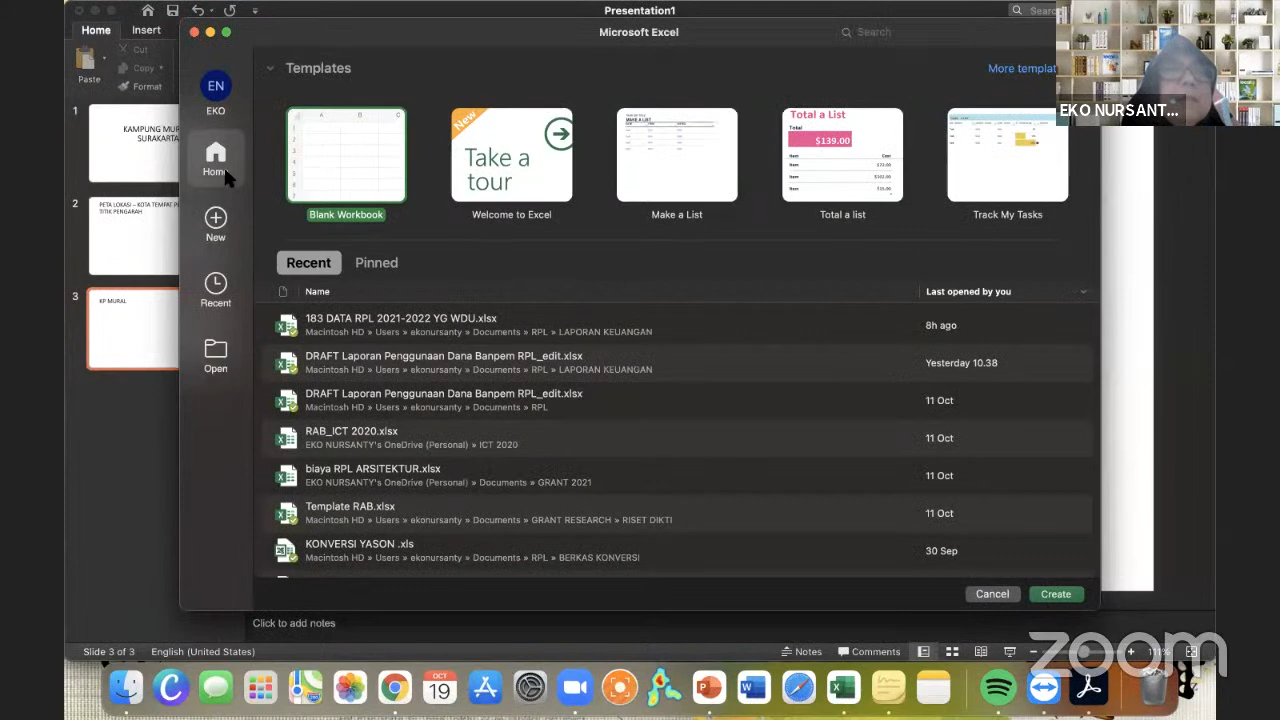 Presentation1
Home
Insert
Paste
Cut
Copy
Format
1
KAMPUNG MUR
SURAKARTA
2
PETA LOKASI – KOTA TEMPAT P
TITIK PENGARAH
3
KP MURAL
Microsoft Excel
Search
EN
EKO
Home
New
Recent
Open
Templates
More templat
New
Take a
tour
MAKE A LIST
Total a List
Total
$139.00
Blank Workbook
Welcome to Excel
Make a List
Total a list
Track My Tasks
Recent
Pinned
Name
Last opened by you
183 DATA RPL 2021-2022 YG WDU.xlsx
Macintosh HD » Users » ekonursanty » Documents » RPL » LAPORAN KEUANGAN
8h ago
DRAFT Laporan Penggunaan Dana Banpem RPL_edit.xlsx
Macintosh HD » Users » ekonursanty » Documents » RPL » LAPORAN KEUANGAN
Yesterday 10.38
DRAFT Laporan Penggunaan Dana Banpem RPL_edit.xlsx
Macintosh HD » Users » ekonursanty » Documents » RPL
11 Oct
RAB_ICT 2020.xlsx
EKO NURSANTY's OneDrive (Personal) » ICT 2020
11 Oct
biaya RPL ARSITEKTUR.xlsx
EKO NURSANTY's OneDrive (Personal) » Documents » GRANT 2021
11 Oct
Template RAB.xlsx
Macintosh HD » Users » ekonursanty » Documents » GRANT RESEARCH » RISET DIKTI
11 Oct
KONVERSI YASON .xls
Macintosh HD » Users » ekonursanty » Documents » RPL » BERKAS KONVERSI
30 Sep
Cancel
Create
EKO NURSANT...
Click to add notes
Slide 3 of 3
English (United States)
Notes
Comments
111%
zoom
OCT
19